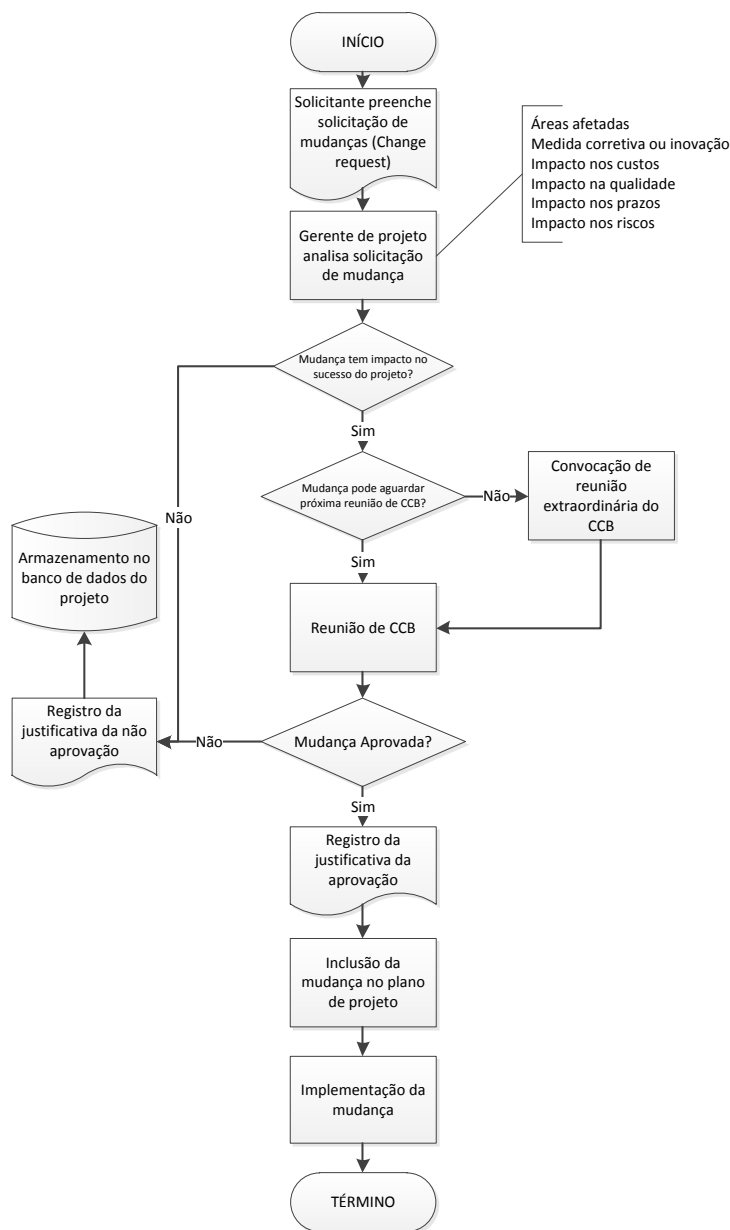 INÍCIO
Solicitante preenche
solicitação de
mudanças (Change
request)
Áreas afetadas
Medida corretiva ou inovação
Impacto nos custos
Impacto na qualidade
Impacto nos prazos
Impacto nos riscos
Gerente de projeto
analisa solicitação
de mudança
Mudança tem impacto no
sucesso do projeto?
Sim
Mudança pode aguardar
próxima reunião de CCB?
Não
Convocação de
reunião
extraordinária do
CCB
Não
Sim
Armazenamento no
banco de dados do
projeto
Reunião de CCB
Registro da
justificativa da não
aprovação
Não
Mudança Aprovada?
Sim
Registro da
justificativa da
aprovação
Inclusão da
mudança no plano
de projeto
Implementação da
mudança
TÉRMINO